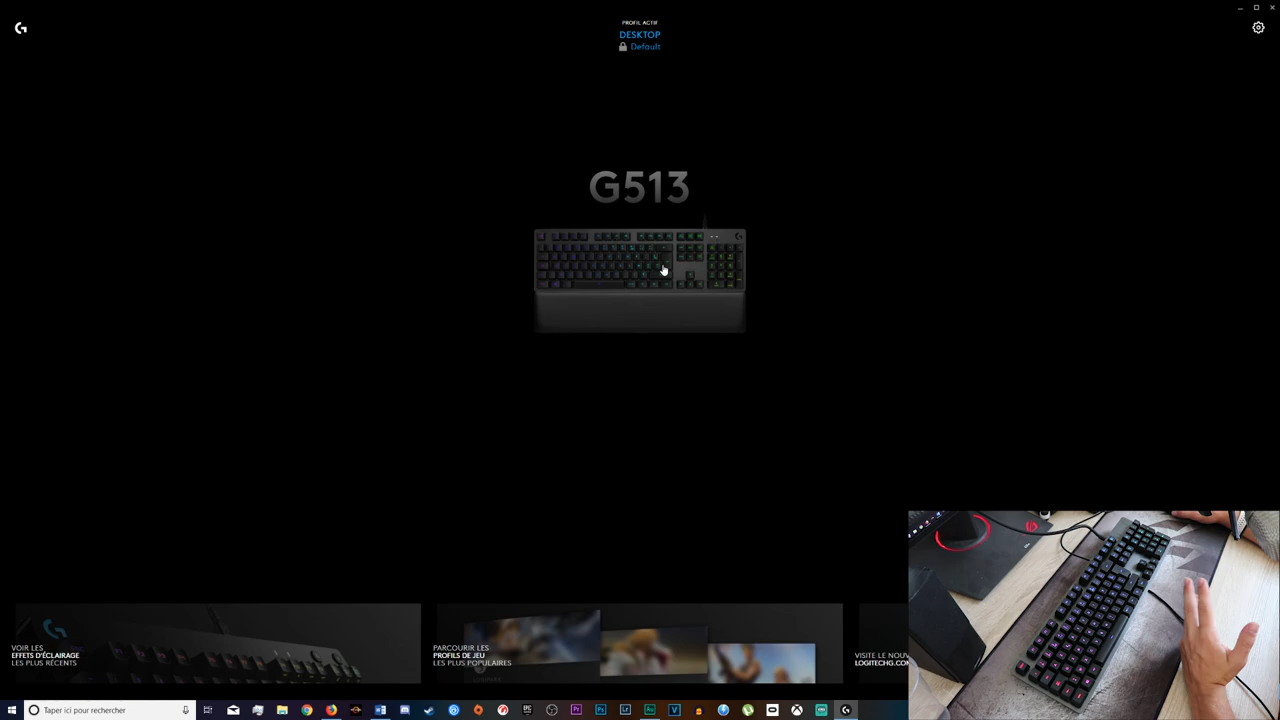 PROFIL ACTIF
DESKTOP
Default
G513
VOIR LES
EFFETS D'ÉCLAIRAGE
LES PLUS RÉCENTS
PARCOURIR LES
PROFILS DE JEU
LES PLUS POPULAIRES
VISITE LE NOUV
LOGITECHG.COM
Taper ici pour rechercher